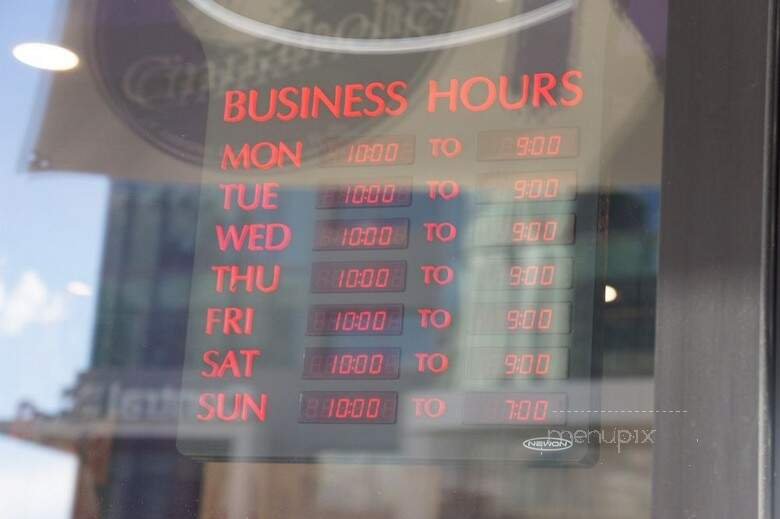 Cinnaholic
BUSINESS HOURS
MON 10:00 TO 9:00
TUE 10:00 TO 9:00
WED 10:00 TO 9:00
THU 10:00 TO 9:00
FRI 10:00 TO 9:00
SAT 10:00 TO 9:00
SUN 10:00 TO 7:00
NEWON
menupix